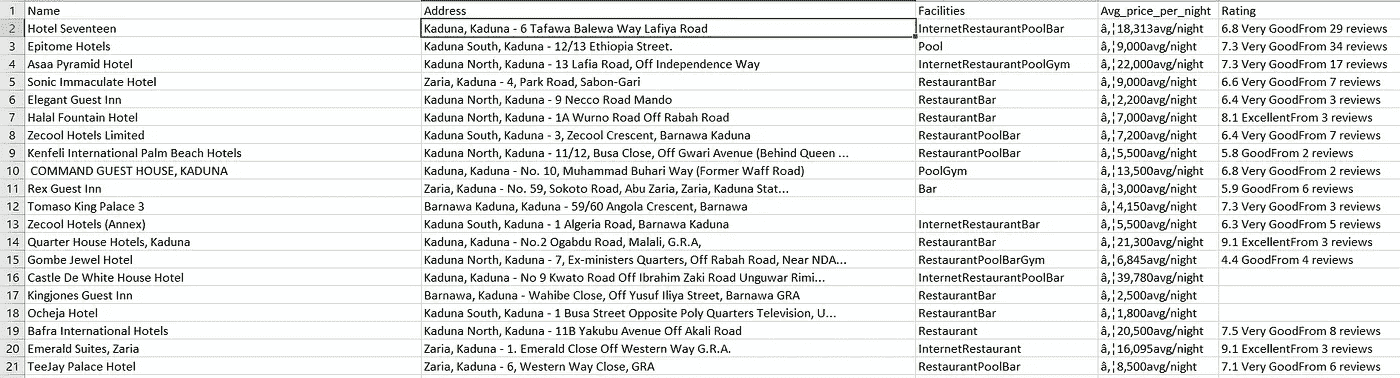 1 Name Address Facilities Avg_price_per_night Rating
2 Hotel Seventeen Kaduna, Kaduna - 6 Tafawa Balewa Way Lafiya Road InternetRestaurantPoolBar â‚¦18,313avg/night 6.8 Very GoodFrom 29 reviews
3 Epitome Hotels Kaduna South, Kaduna - 12/13 Ethiopia Street. Pool â‚¦9,000avg/night 7.3 Very GoodFrom 34 reviews
4 Asaa Pyramid Hotel Kaduna North, Kaduna - 13 Lafia Road, Off Independence Way InternetRestaurantPoolGym â‚¦22,000avg/night 7.3 Very GoodFrom 17 reviews
5 Sonic Immaculate Hotel Zaria, Kaduna - 4, Park Road, Sabon-Gari RestaurantBar â‚¦9,000avg/night 6.6 Very GoodFrom 7 reviews
6 Elegant Guest Inn Kaduna North, Kaduna - 9 Necco Road Mando RestaurantBar â‚¦2,200avg/night 6.4 Very GoodFrom 3 reviews
7 Halal Fountain Hotel Kaduna North, Kaduna - 1A Wurno Road Off Rabah Road RestaurantBar â‚¦7,000avg/night 8.1 ExcellentFrom 3 reviews
8 Zecool Hotels Limited Kaduna South, Kaduna - 3, Zecool Crescent, Barnawa Kaduna RestaurantPoolBar â‚¦7,200avg/night 6.4 Very GoodFrom 7 reviews
9 Kenfeli International Palm Beach Hotels Kaduna North, Kaduna - 11/12, Busa Close, Off Gwari Avenue (Behind Queen ... RestaurantPoolBar â‚¦5,500avg/night 5.8 GoodFrom 2 reviews
10 COMMAND GUEST HOUSE, KADUNA Kaduna, Kaduna - No. 10, Muhammad Buhari Way (Former Waff Road) PoolGym â‚¦13,500avg/night 6.8 Very GoodFrom 2 reviews
11 Rex Guest Inn Zaria, Kaduna - No. 59, Sokoto Road, Abu Zaria, Zaria, Kaduna Stat... Bar â‚¦3,000avg/night 5.9 GoodFrom 6 reviews
12 Tomaso King Palace 3 Barnawa Kaduna, Kaduna - 59/60 Angola Crescent, Barnawa â‚¦4,150avg/night 7.3 Very GoodFrom 3 reviews
13 Zecool Hotels (Annex) Kaduna South, Kaduna - 1 Algeria Road, Barnawa Kaduna InternetRestaurantBar â‚¦5,500avg/night 6.3 Very GoodFrom 5 reviews
14 Quarter House Hotels, Kaduna Kaduna, Kaduna - No.2 Ogabdu Road, Malali, G.R.A, RestaurantBar â‚¦21,300avg/night 9.1 ExcellentFrom 3 reviews
15 Gombe Jewel Hotel Kaduna North, Kaduna - 7, Ex-ministers Quarters, Off Rabah Road, Near NDA... RestaurantPoolBarGym â‚¦6,845avg/night 4.4 GoodFrom 4 reviews
16 Castle De White House Hotel Kaduna, Kaduna - No 9 Kwato Road Off Ibrahim Zaki Road Unguwar Rimi... InternetRestaurantPoolBar â‚¦39,780avg/night
17 Kingjones Guest Inn Barnawa, Kaduna - Wahibe Close, Off Yusuf Iliya Street, Barnawa GRA RestaurantBar â‚¦2,500avg/night
18 Ocheja Hotel Kaduna South, Kaduna - 1 Busa Street Opposite Poly Quarters Television, U... RestaurantBar â‚¦1,800avg/night
19 Bafra International Hotels Kaduna North, Kaduna - 11B Yakubu Avenue Off Akali Road Restaurant â‚¦20,500avg/night 7.5 Very GoodFrom 8 reviews
20 Emerald Suites, Zaria Zaria, Kaduna - 1. Emerald Close Off Western Way G.R.A. InternetRestaurant â‚¦16,095avg/night 9.1 ExcellentFrom 3 reviews
21 TeeJay Palace Hotel Zaria, Kaduna - 6, Western Way Close, GRA RestaurantPoolBar â‚¦8,500avg/night 7.1 Very GoodFrom 6 reviews